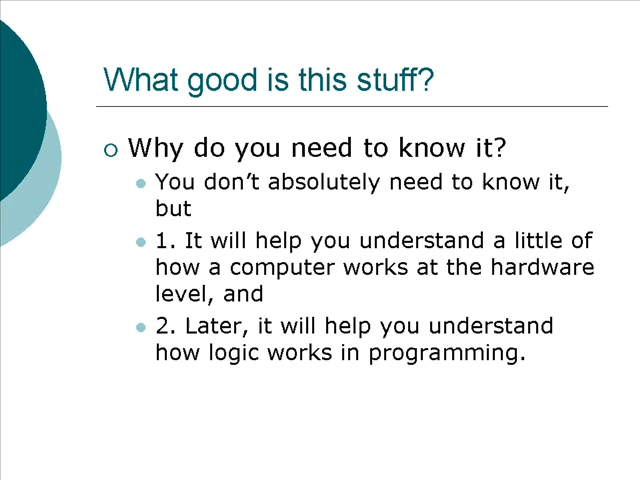 What good is this stuff?
Why do you need to know it?
You don't absolutely need to know it,
but
1. It will help you understand a little of
how a computer works at the hardware
level, and
2. Later, it will help you understand
how logic works in programming.